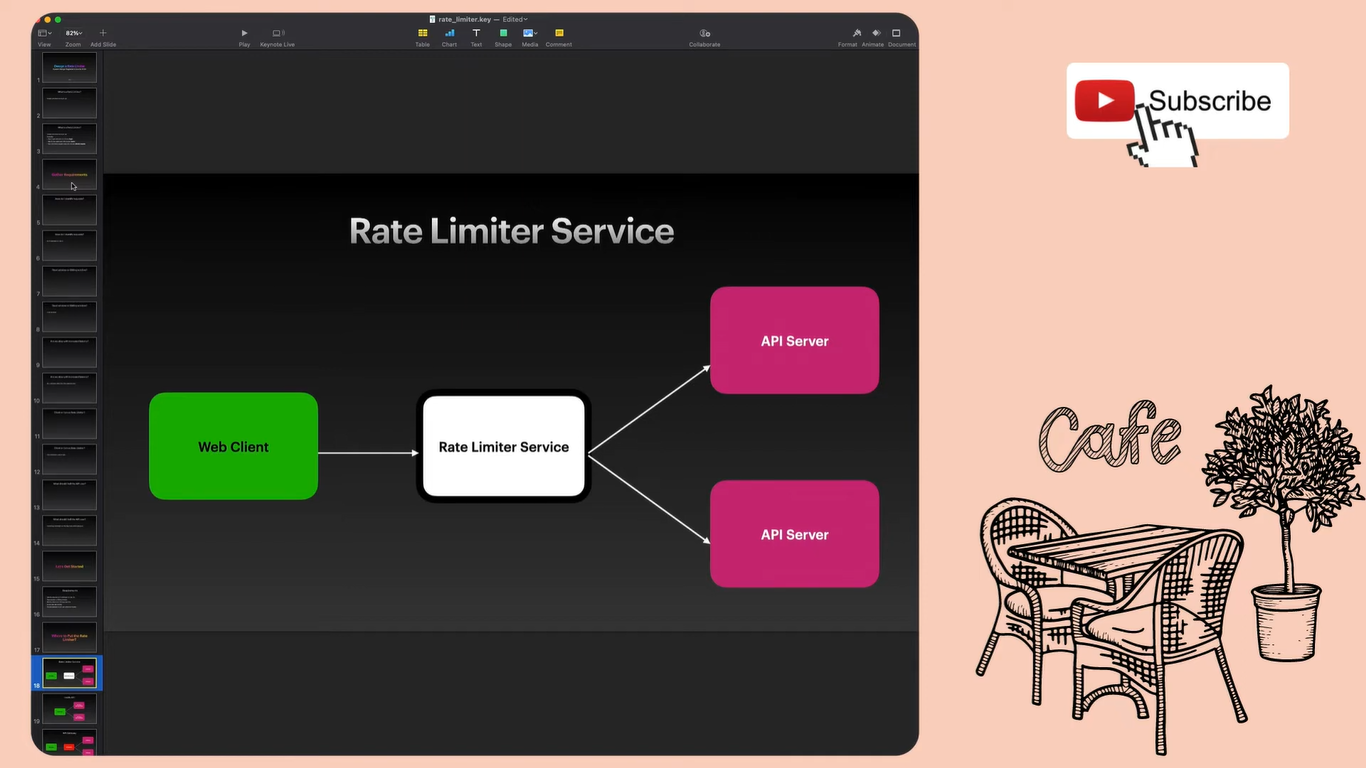 rate_limiter.key — Edited
82%
View Zoom Add Slide Play Keynote Live Table Chart Text Shape Media Comment Collaborate Format Animate Document
Rate Limiter Service
Web Client
Rate Limiter Service
API Server
API Server
1
2
3
4
5
6
7
8
9
10
11
12
13
14
15
16
17
18
19
Subscribe
Cafe